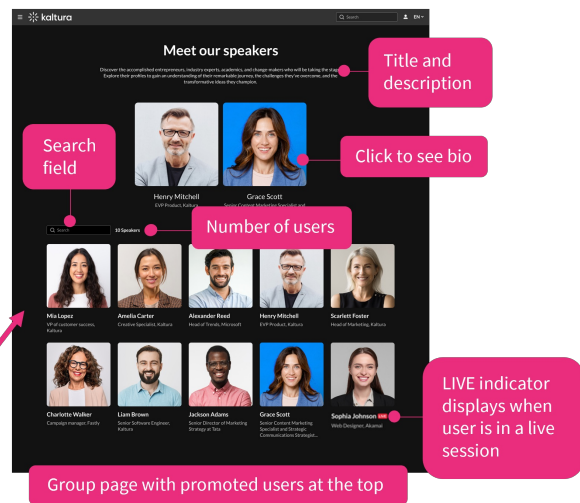 kaltura
Search
EN
Meet our speakers
Discover the accomplished entrepreneurs, industry experts, academics, and change-makers who will be taking the stage.
Explore their profiles to gain an understanding of their remarkable journey, the challenges they've overcome, and the
transformative ideas they champion.
Title and
description
Click to see bio
Search
field
Henry Mitchell
EVP Product, Kaltura
Grace Scott
Senior Content Marketing Specialist and
Number of users
Search
10 Speakers
Mia Lopez
VP of customer success,
Kaltura
Amelia Carter
Creative Specialist, Kaltura
Alexander Reed
Head of Trends, Microsoft
Henry Mitchell
EVP Product, Kaltura
Scarlett Foster
Head of Marketing, Kaltura
Charlotte Walker
Campaign manager, Fastly
Liam Brown
Senior Software Engineer,
Kaltura
Jackson Adams
Senior Director of Marketing
Strategy at Tata
Grace Scott
Senior Content Marketing
Specialist and Strategic
Communications Strategist...
Sophia Johnson LIVE
Web Designer, Akamai
LIVE indicator
displays when
user is in a live
session
Group page with promoted users at the top